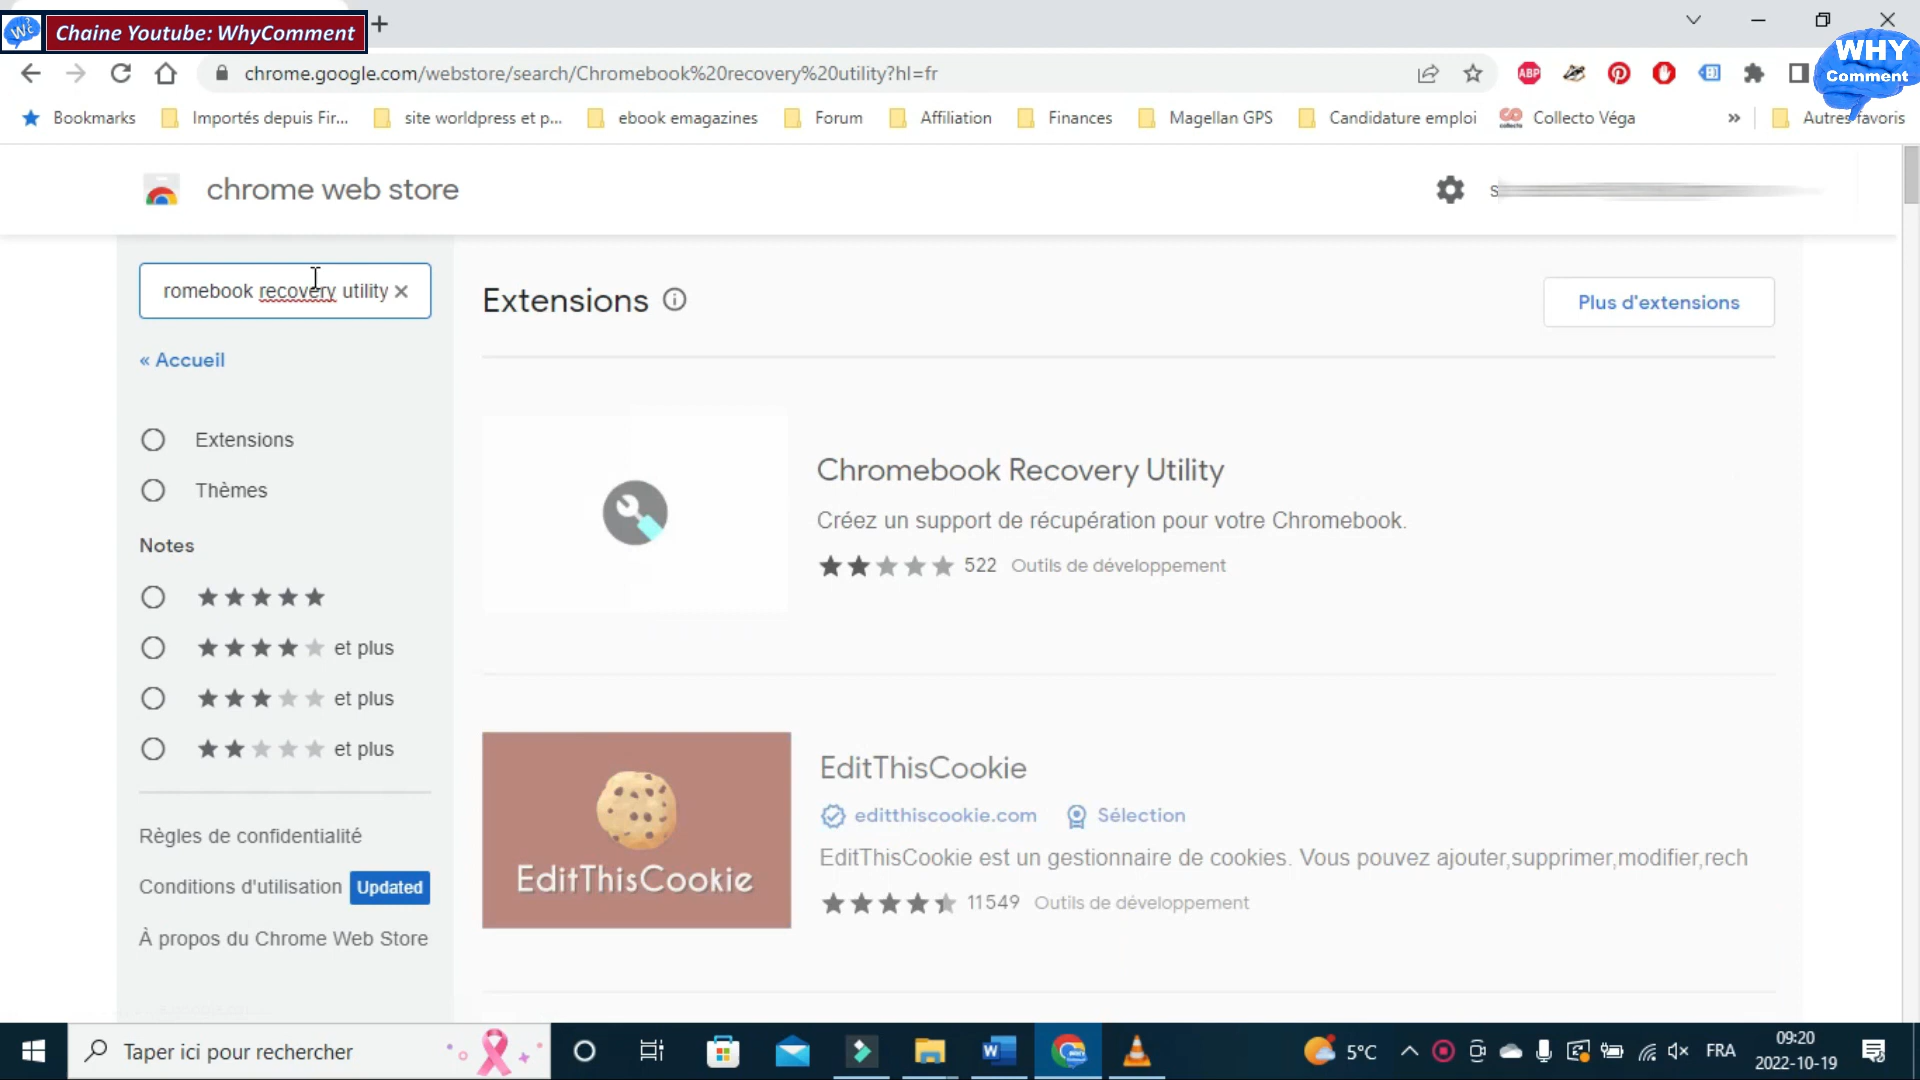 Chaine Youtube: WhyComment
WHY
Comment
chrome.google.com/webstore/search/Chromebook%20recovery%20utility?hl=fr
ABP
Bookmarks
Importés depuis Fir...
site worldpress et p...
ebook emagazines
Forum
Affiliation
Finances
Magellan GPS
Candidature emploi
Collecto Véga
»
Autres favoris
chrome web store
s
romebook recovery utility
« Accueil
Extensions
Thèmes
Notes
et plus
et plus
et plus
Règles de confidentialité
Conditions d'utilisation Updated
À propos du Chrome Web Store
Extensions
Plus d'extensions
Chromebook Recovery Utility
Créez un support de récupération pour votre Chromebook.
522 Outils de développement
EditThisCookie
EditThisCookie
editthiscookie.com Sélection
EditThisCookie est un gestionnaire de cookies. Vous pouvez ajouter,supprimer,modifier,rech
11549 Outils de développement
Taper ici pour rechercher
5°C
FRA
09:20
2022-10-19